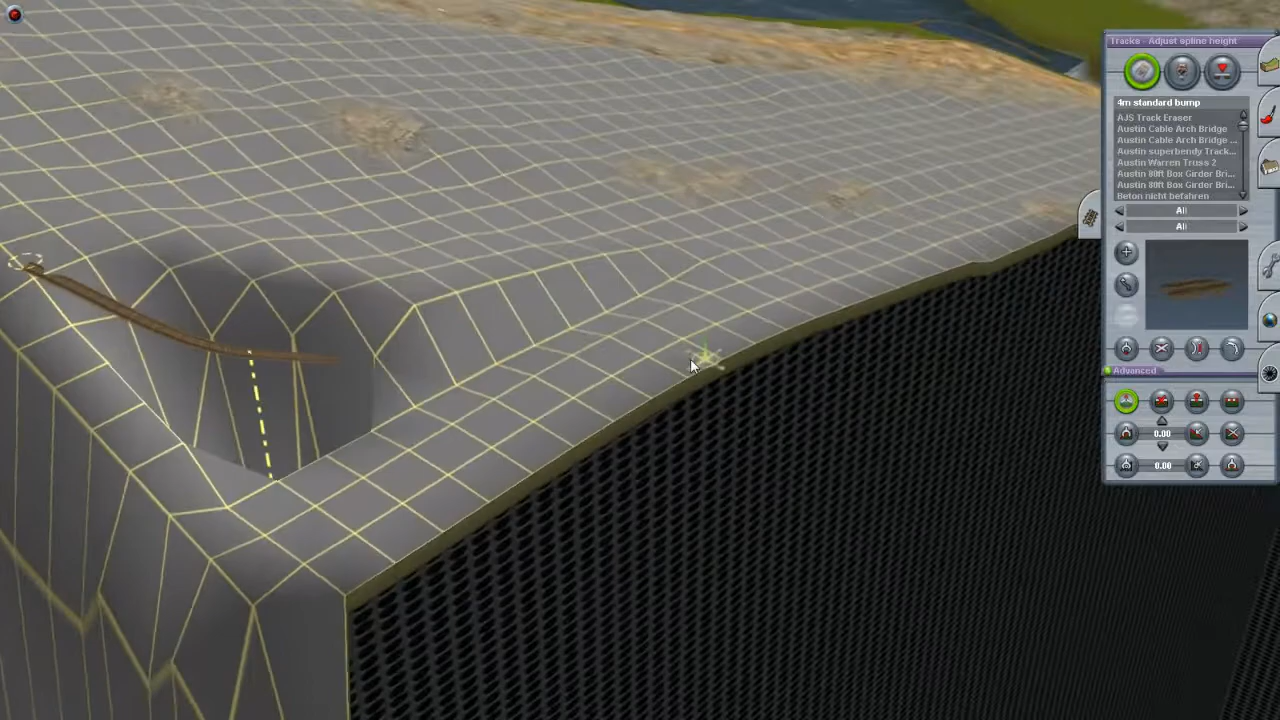 Tracks - Adjust spline height
4m standard bump
AJS Track Eraser
Austin Cable Arch Bridge
Austin Cable Arch Bridge ...
Austin superbendy Track...
Austin Warren Truss 2
Austin 80ft Box Girder Bri...
Austin 80ft Box Girder Bri...
Beton nicht befahren
All
All
Advanced
0.00
0.00